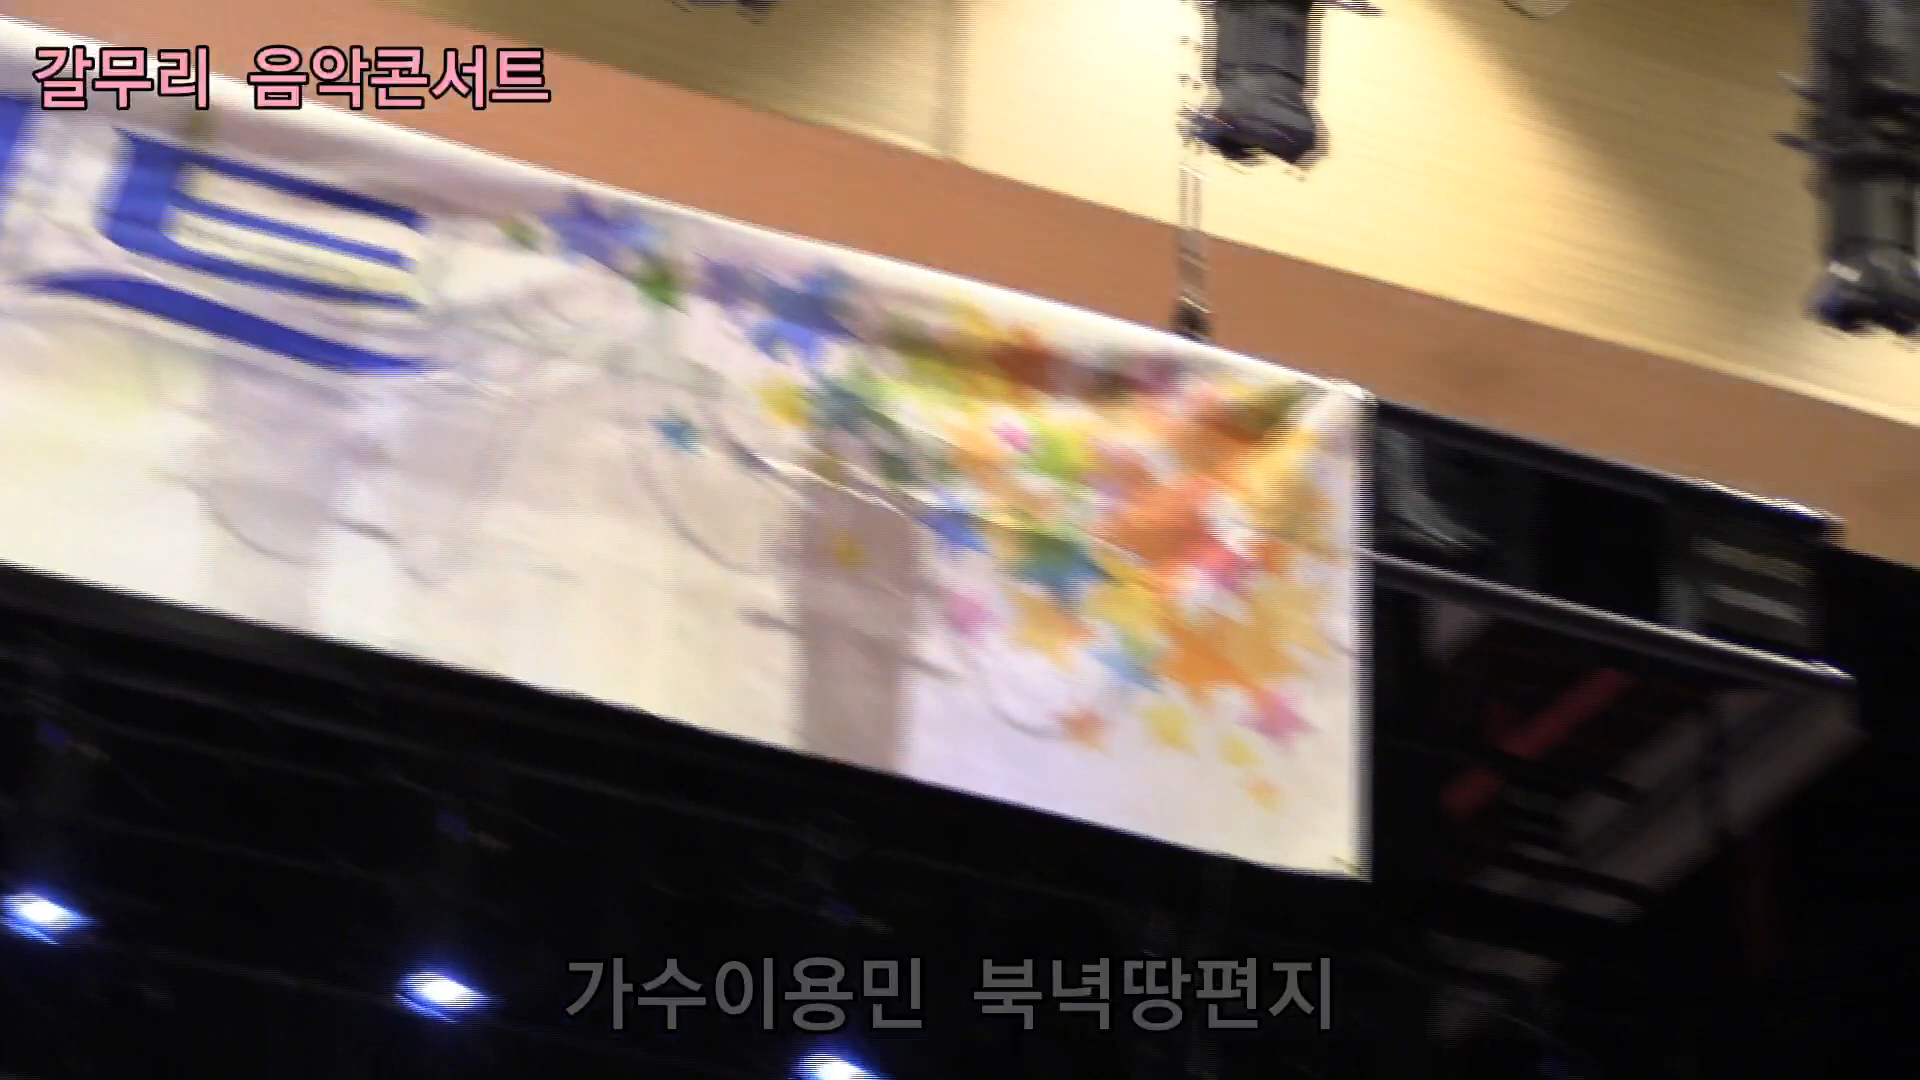 갈무리 음악콘서트
가수이용민 북녘땅편지